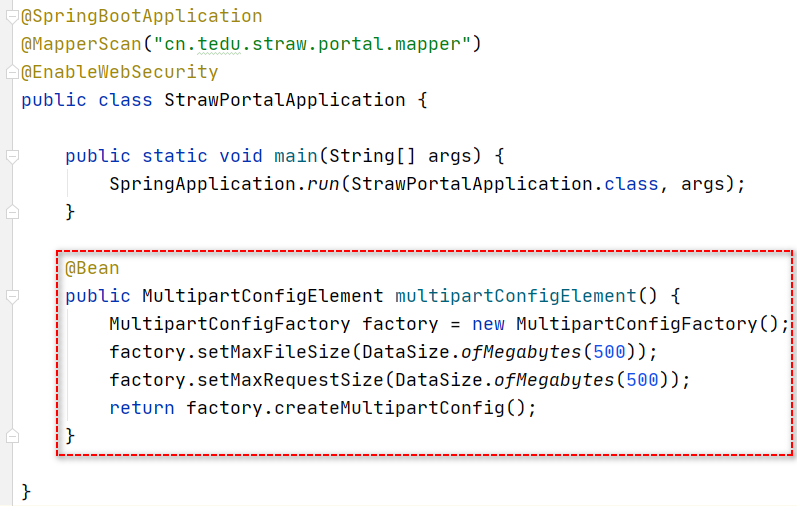 @SpringBootApplication
@MapperScan("cn.tedu.straw.portal.mapper")
@EnableWebSecurity
public class StrawPortalApplication {
public static void main(String[] args) {
SpringApplication.run(StrawPortalApplication.class, args);
}
@Bean
public MultipartConfigElement multipartConfigElement() {
MultipartConfigFactory factory = new MultipartConfigFactory();
factory.setMaxFileSize(DataSize.ofMegabytes(500));
factory.setMaxRequestSize(DataSize.ofMegabytes(500));
return factory.createMultipartConfig();
}
}